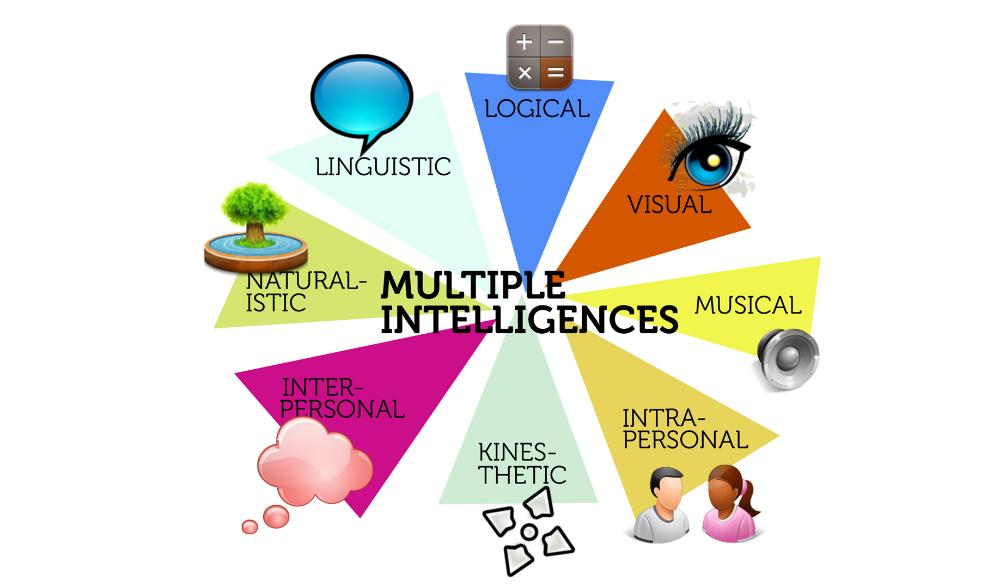 MULTIPLE
INTELLIGENCES
LOGICAL
VISUAL
MUSICAL
INTRA-
PERSONAL
KINES-
THETIC
INTER-
PERSONAL
NATURAL-
ISTIC
LINGUISTIC